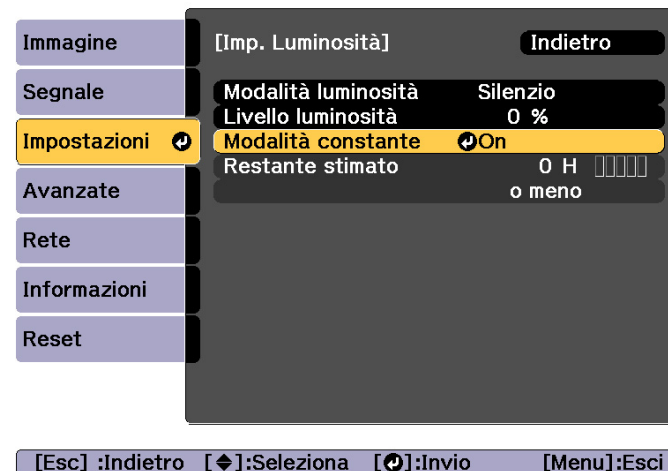 Immagine
Segnale
Impostazioni
Avanzate
Rete
Informazioni
Reset
[Imp. Luminosità] Indietro
Modalità luminosità Silenzio
Livello luminosità 0 %
Modalità constante On
Restante stimato 0 H
o meno
[Esc] :Indietro [◆]:Seleziona [↵]:Invio [Menu]:Esci